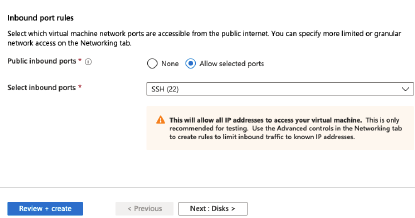 Inbound port rules
Select which virtual machine network ports are accessible from the public internet. You can specify more limited or granular
network access on the Networking tab.
Public inbound ports *
None
Allow selected ports
Select inbound ports *
SSH (22)
This will allow all IP addresses to access your virtual machine. This is only
recommended for testing. Use the Advanced controls in the Networking tab
to create rules to limit inbound traffic to known IP addresses.
Review + create
< Previous
Next : Disks >